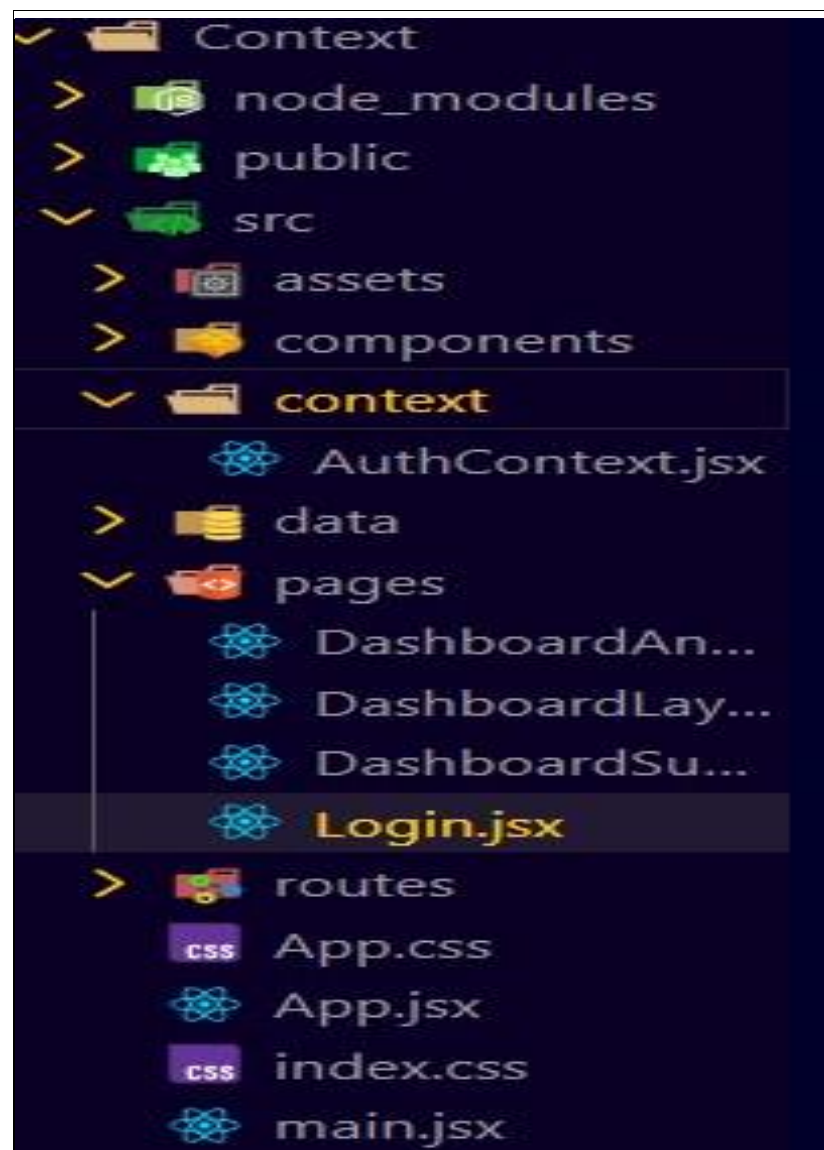 Context
node_modules
public
src
assets
components
context
AuthContext.jsx
data
pages
DashboardAn...
DashboardLay...
DashboardSu...
Login.jsx
routes
css App.css
App.jsx
css index.css
main.jsx